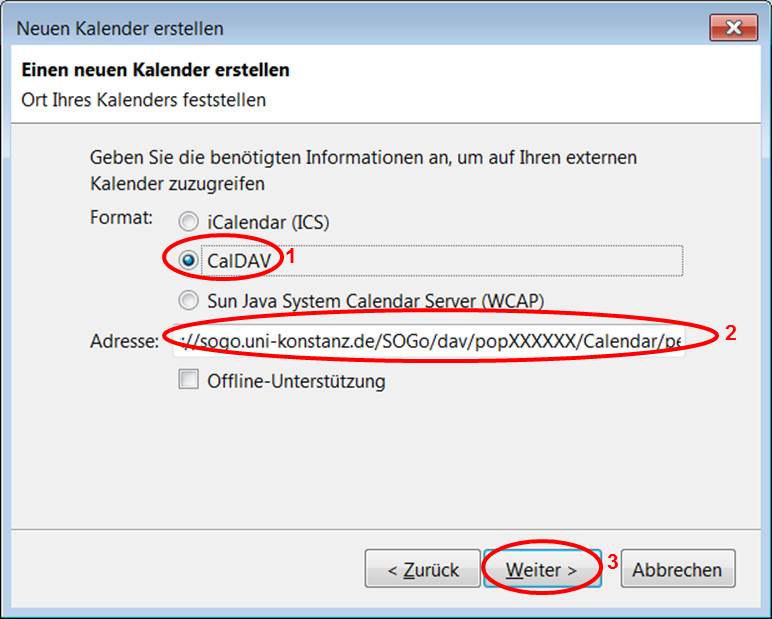 Neuen Kalender erstellen
Einen neuen Kalender erstellen
Ort Ihres Kalenders feststellen
Geben Sie die benötigten Informationen an, um auf Ihren externen
Kalender zuzugreifen
Format: iCalendar (ICS)
CalDAV 1
Sun Java System Calendar Server (WCAP)
Adresse: ://sogo.uni-konstanz.de/SOGo/dav/popXXXXXX/Calendar/pe 2
Offline-Unterstützung
< Zurück Weiter > 3 Abbrechen